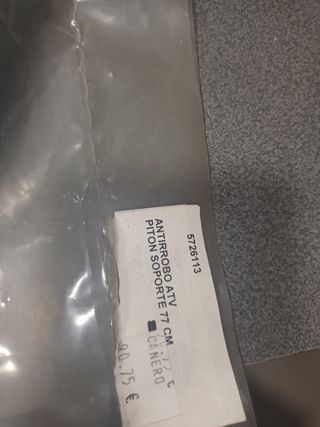 5726113
ANTIRROBO ATV
PITON SOPORTE 77 CM
CANERO
90.75 €